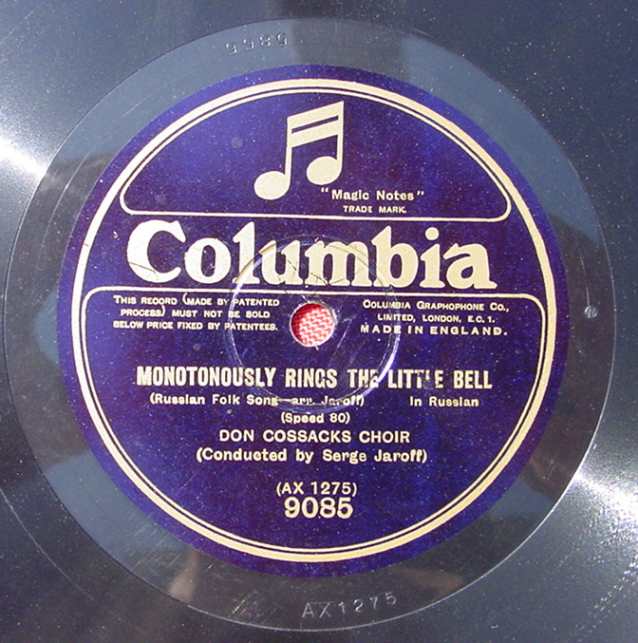 5855
"Magic Notes"
TRADE MARK.
Columbia
THIS RECORD (MADE BY PATENTED
PROCESS) MUST NOT BE SOLD
BELOW PRICE FIXED BY PATENTEES.
COLUMBIA GRAPHOPHONE CO.,
LIMITED, LONDON, E.C. 1.
MADE IN ENGLAND.
MONOTONOUSLY RINGS THE LITTLE BELL
(Russian Folk Song—arr. Jaroff) In Russian
(Speed 80)
DON COSSACKS CHOIR
(Conducted by Serge Jaroff)
(AX 1275)
9085
AX1275